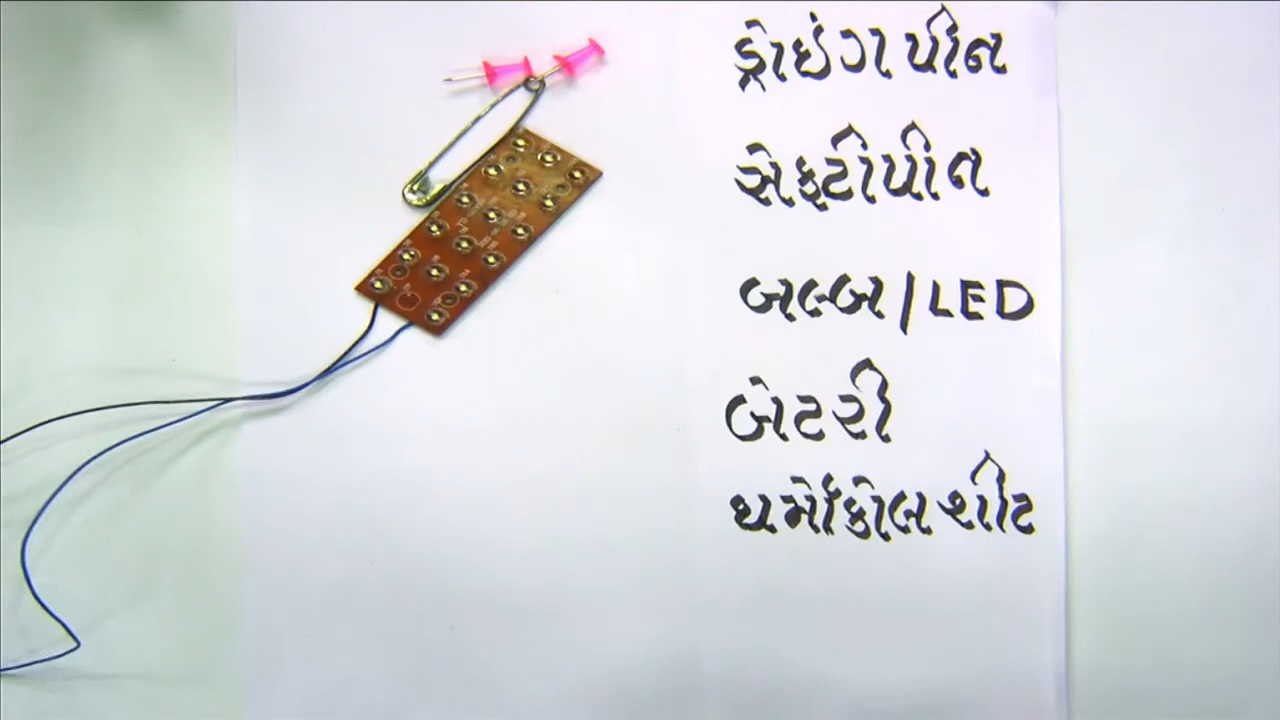 ડ્રોઇંગ પીન
સેફ્ટીપીન
બલ્બ/LED
બેટરી
થર્મોકોલ શીટ